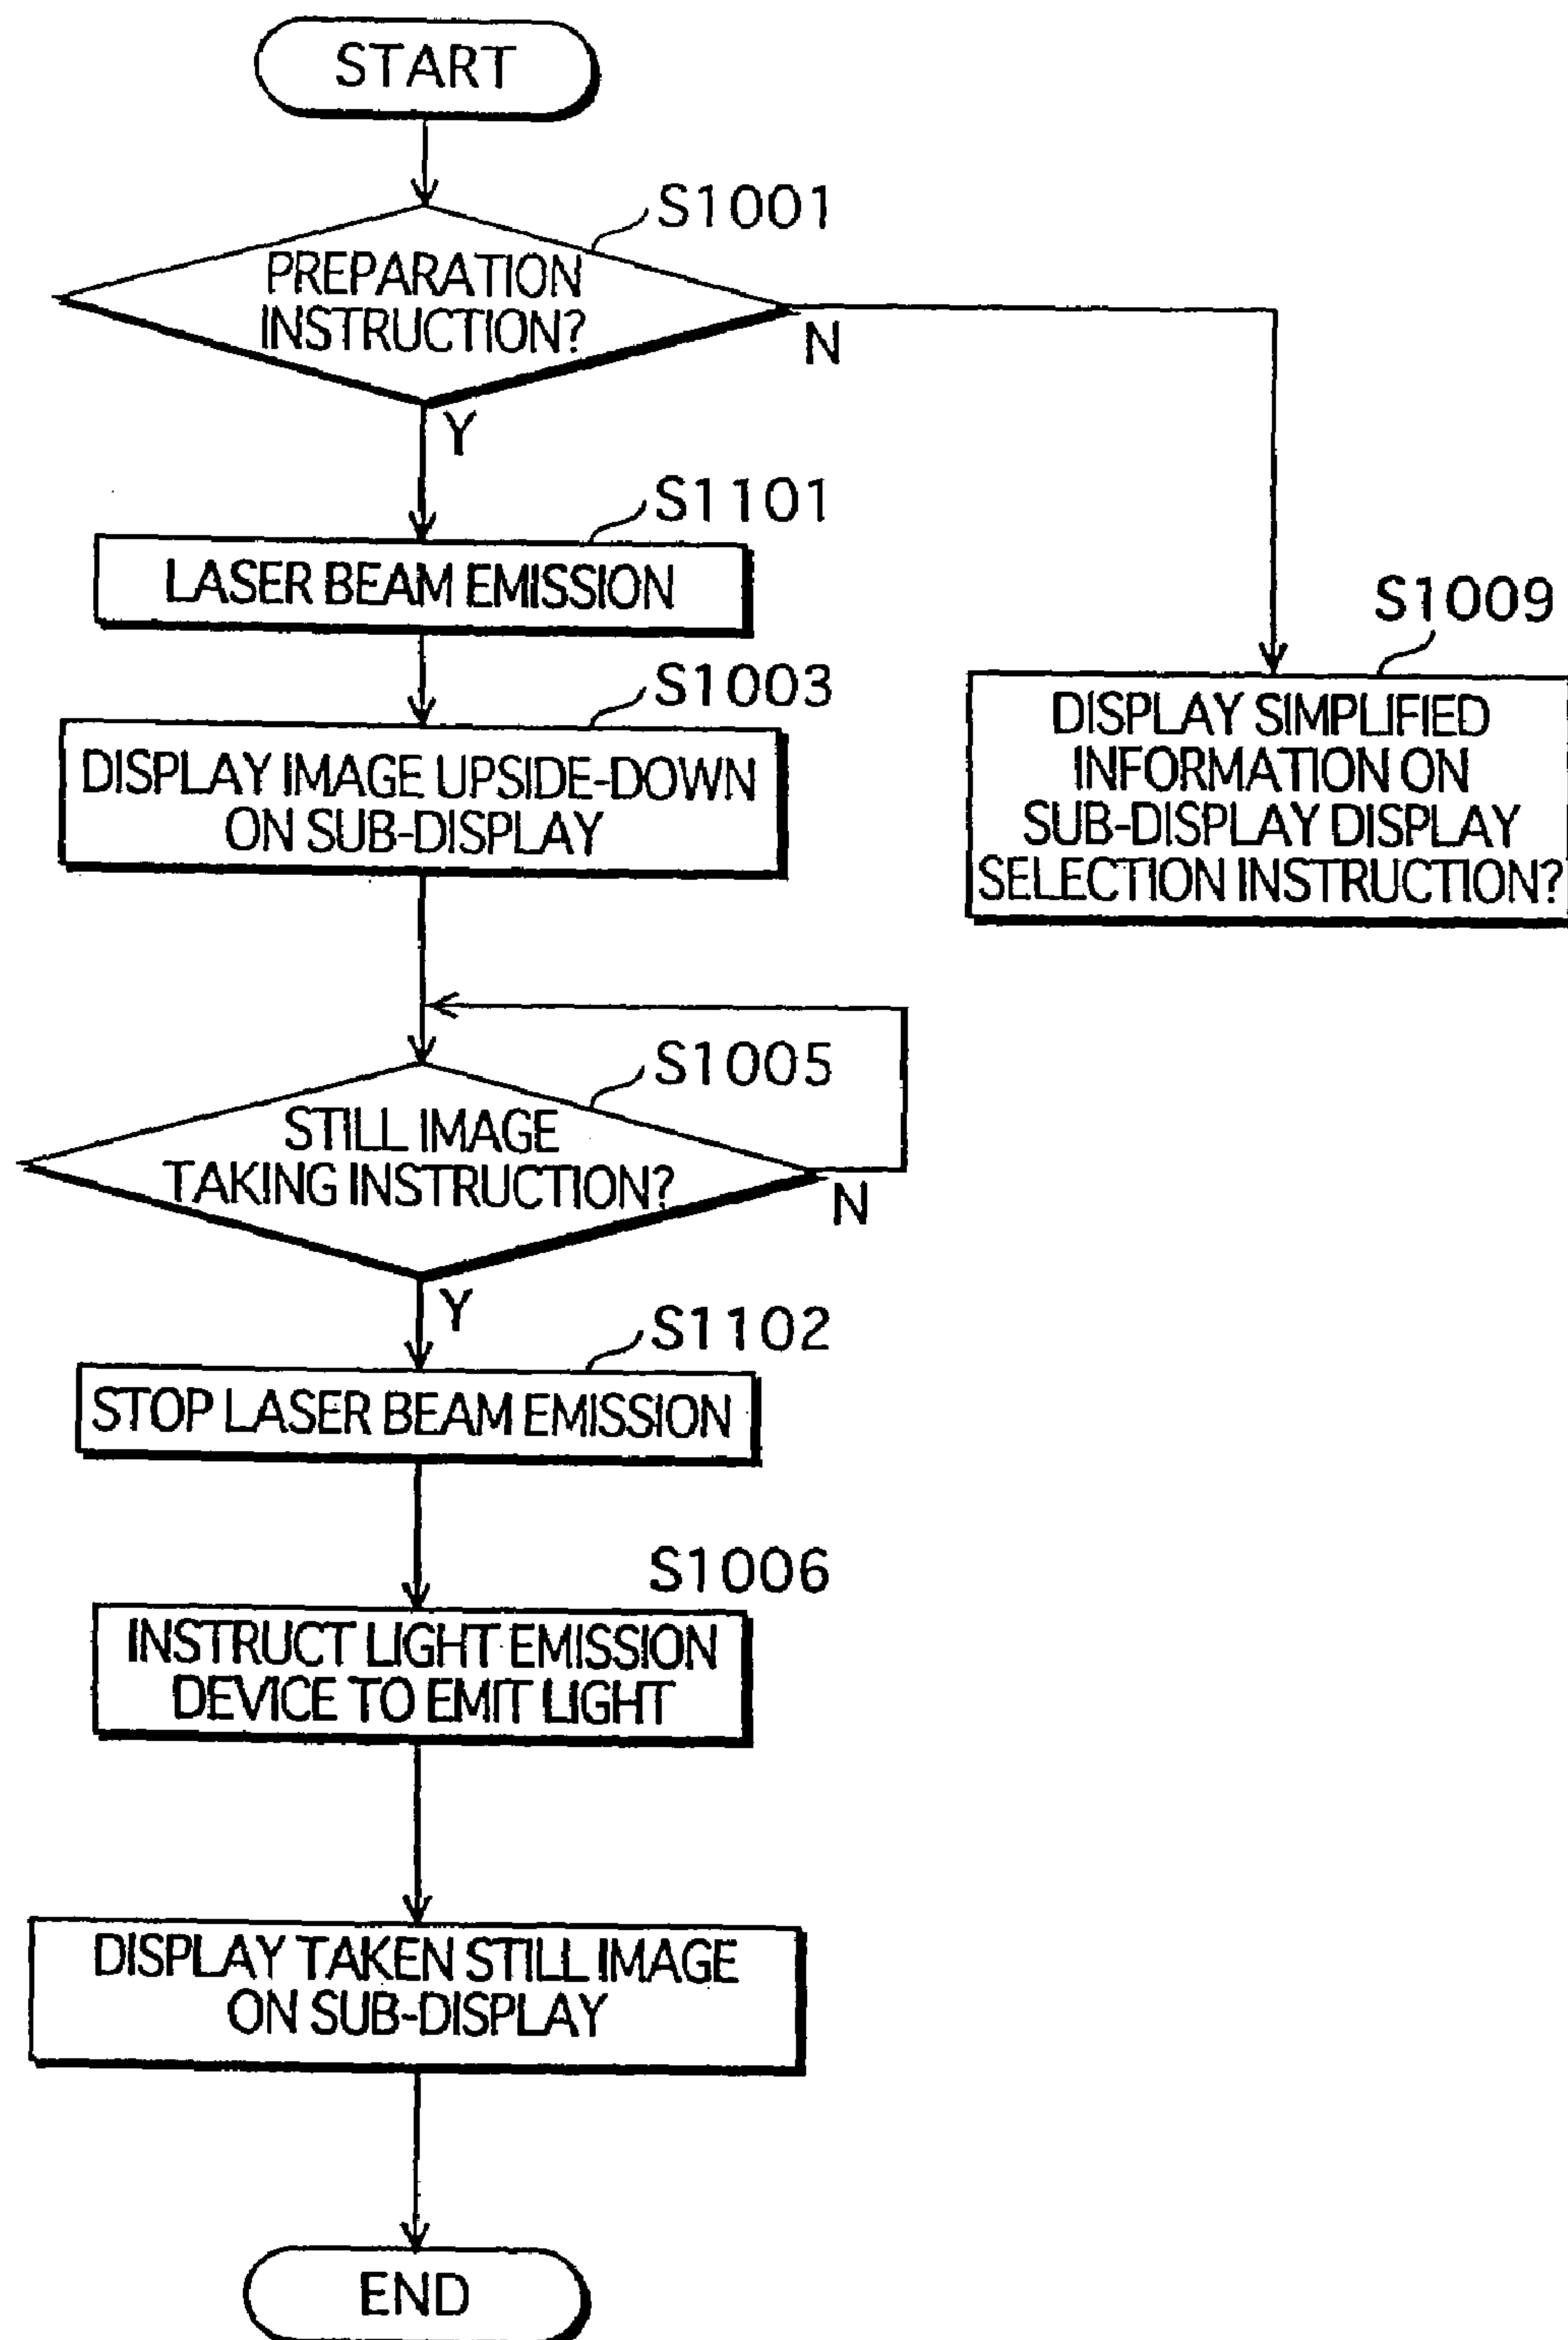 START
S1001
PREPARATION
INSTRUCTION?
N
Y
S1101
LASER BEAM EMISSION
S1009
DISPLAY SIMPLIFIED
INFORMATION ON
SUB-DISPLAY DISPLAY
SELECTION INSTRUCTION?
S1003
DISPLAY IMAGE UPSIDE-DOWN
ON SUB-DISPLAY
S1005
STILL IMAGE
TAKING INSTRUCTION?
N
Y
S1102
STOP LASER BEAM EMISSION
S1006
INSTRUCT LIGHT EMISSION
DEVICE TO EMIT LIGHT
DISPLAY TAKEN STILL IMAGE
ON SUB-DISPLAY
END